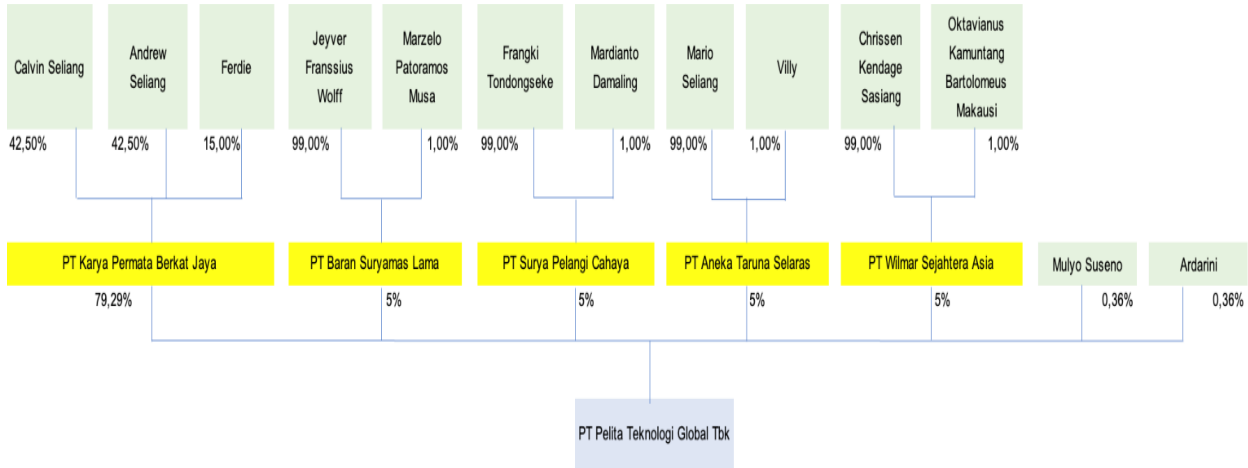 Calvin Seliang
Andrew
Seliang
Ferdie
Jeyver
Franssius
Wolff
Marzelo
Patoramos
Musa
Frangki
Tondongseke
Mardianto
Damaling
Mario
Seliang
Villy
Chrissen
Kendage
Sasiang
Oktavianus
Kamuntang
Bartolomeus
Makausi
42,50%
42,50%
15,00%
99,00%
1,00%
99,00%
1,00%
99,00%
1,00%
99,00%
1,00%
PT Karya Permata Berkat Jaya
PT Baran Suryamas Lama
PT Surya Pelangi Cahaya
PT Aneka Taruna Selaras
PT Wilmar Sejahtera Asia
Mulyo Suseno
Ardarini
79,29%
5%
5%
5%
5%
0,36%
0,36%
PT Pelita Teknologi Global Tbk